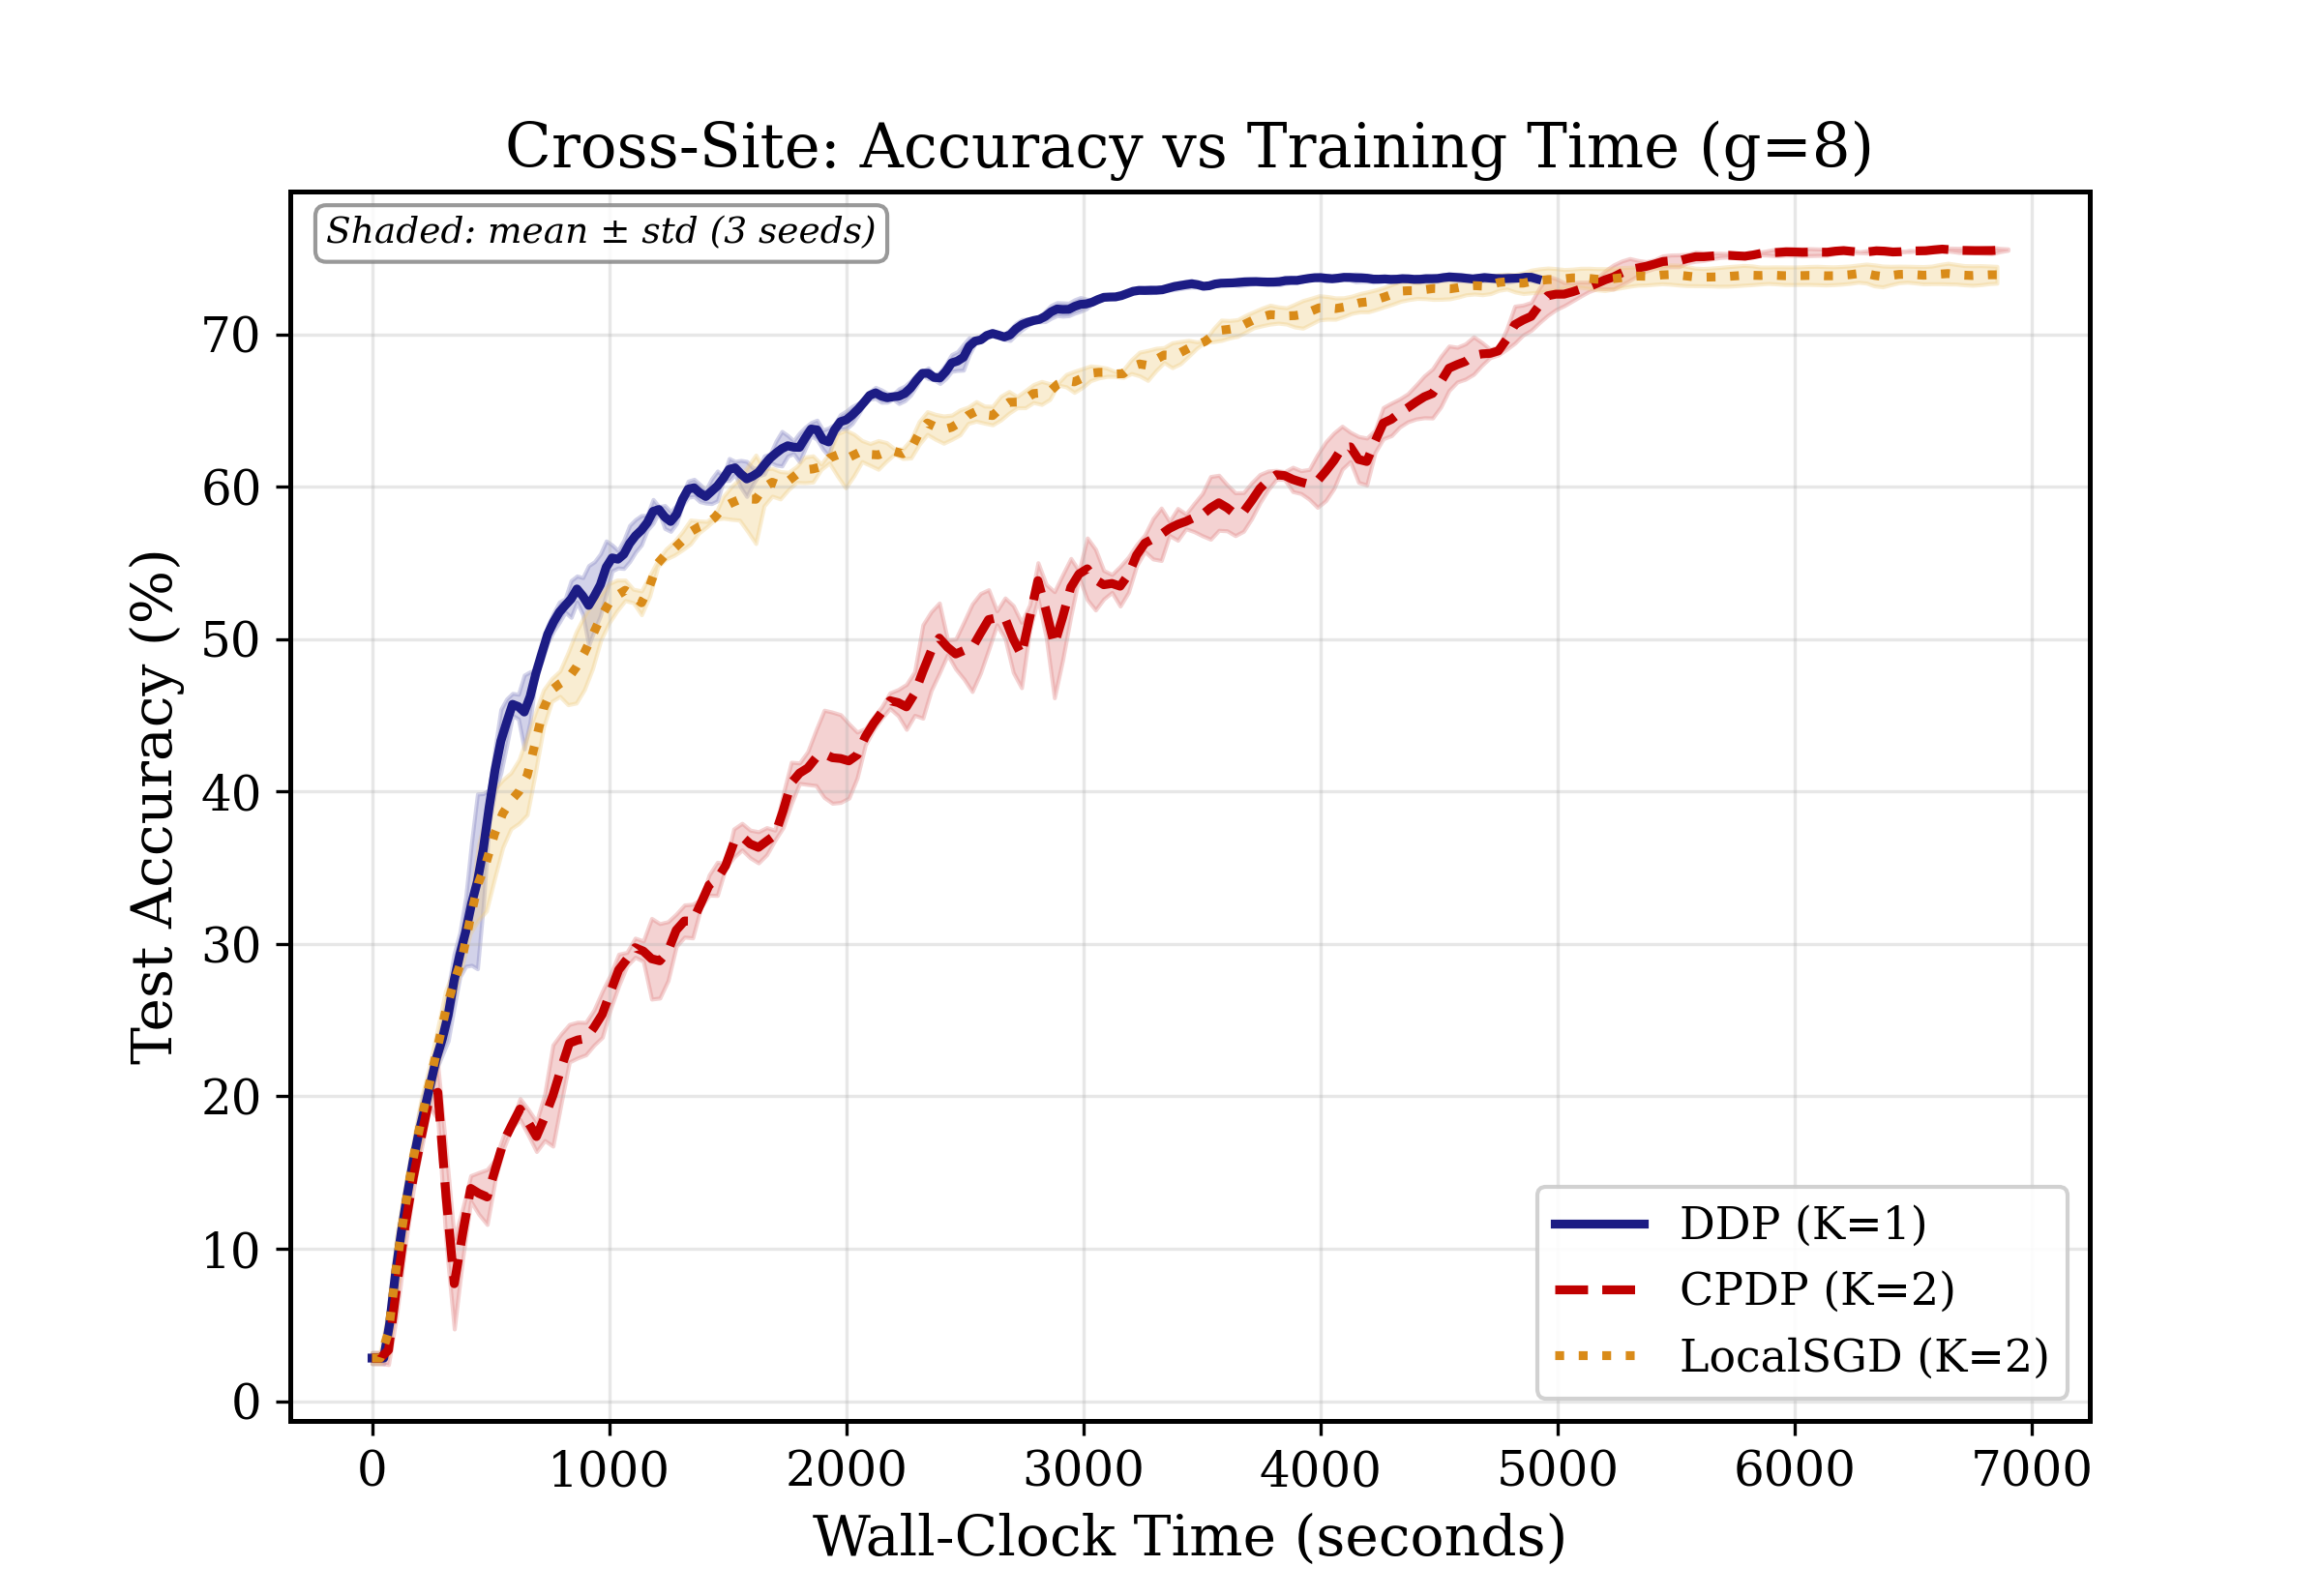 Cross-Site: Accuracy vs Training Time (g=8)
Shaded: mean ± std (3 seeds)
Test Accuracy (%)
70
60
50
40
30
20
10
0
0 1000 2000 3000 4000 5000 6000 7000
Wall-Clock Time (seconds)
DDP (K=1)
CPDP (K=2)
LocalSGD (K=2)